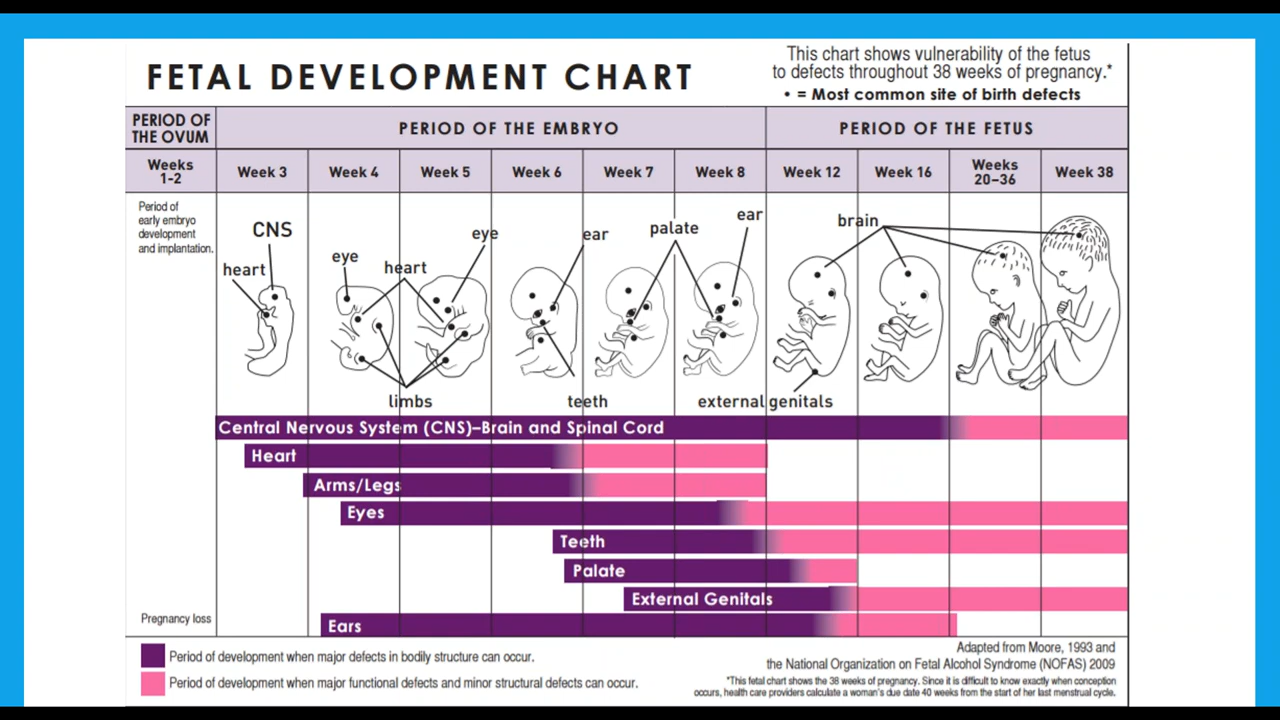 FETAL DEVELOPMENT CHART
This chart shows vulnerability of the fetus
to defects throughout 38 weeks of pregnancy.*
• = Most common site of birth defects
PERIOD OF
THE OVUM
PERIOD OF THE EMBRYO
PERIOD OF THE FETUS
Weeks
1-2
Week 3
Week 4
Week 5
Week 6
Week 7
Week 8
Week 12
Week 16
Weeks
20–36
Week 38
Period of
early embryo
development
and implantation.
CNS
heart
eye
heart
eye
ear
palate
ear
brain
limbs
teeth
external genitals
Central Nervous System (CNS)–Brain and Spinal Cord
Heart
Arms/Legs
Eyes
Teeth
Palate
External Genitals
Pregnancy loss
Ears
Period of development when major defects in bodily structure can occur.
Period of development when major functional defects and minor structural defects can occur.
Adapted from Moore, 1993 and
the National Organization on Fetal Alcohol Syndrome (NOFAS) 2009
*This fetal chart shows the 38 weeks of pregnancy. Since it is difficult to know exactly when conception
occurs, health care providers calculate a woman's due date 40 weeks from the start of her last menstrual cycle.